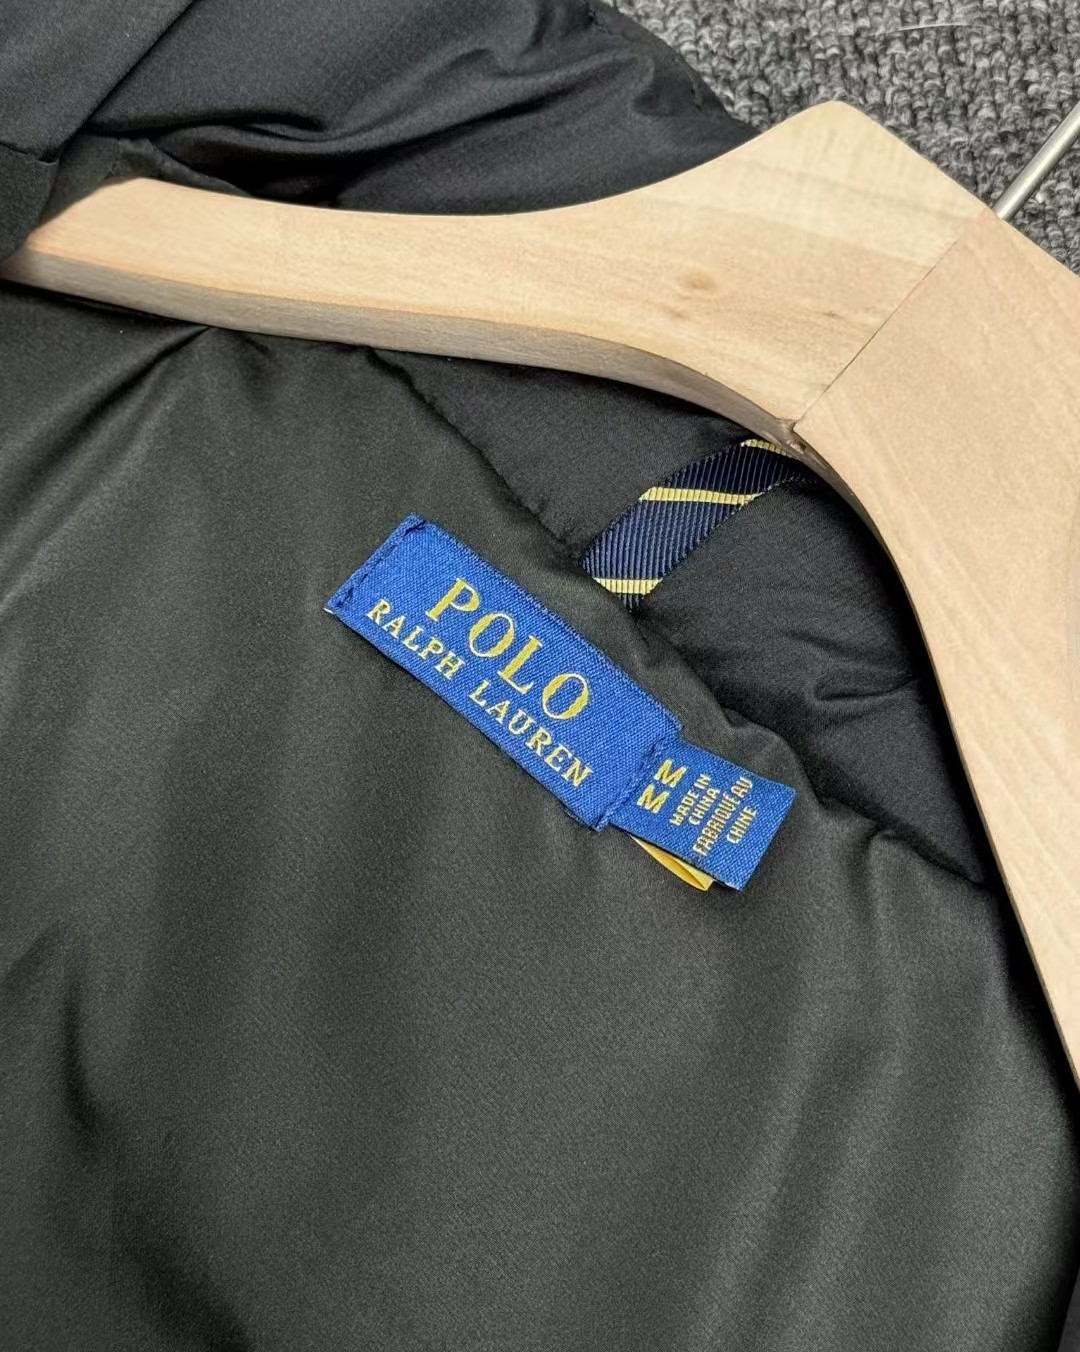 POLO
RALPH LAUREN
M
M
MADE IN
CHINA
FABRIQUÉ AU
CHINE